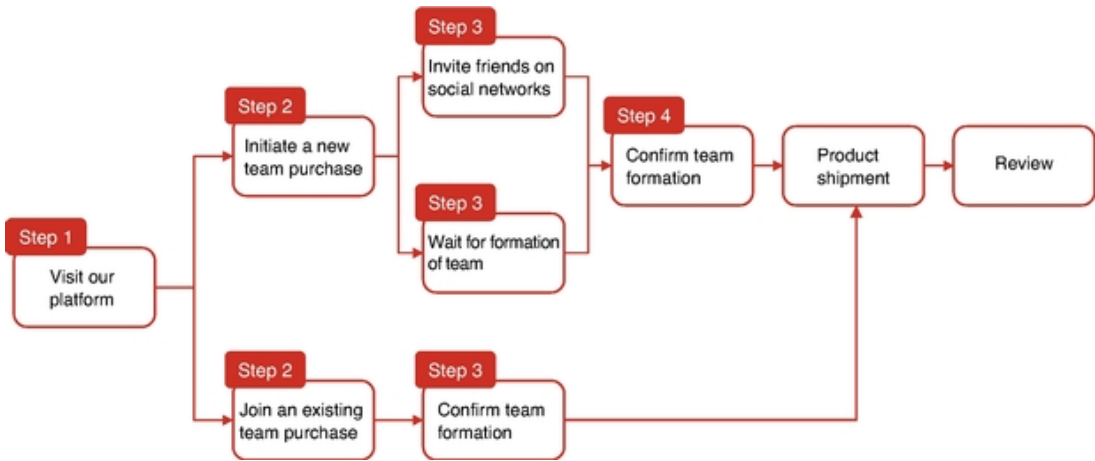 Step 1
Visit our
platform
Step 2
Initiate a new
team purchase
Step 3
Invite friends on
social networks
Step 3
Wait for formation
of team
Step 4
Confirm team
formation
Product
shipment
Review
Step 2
Join an existing
team purchase
Step 3
Confirm team
formation